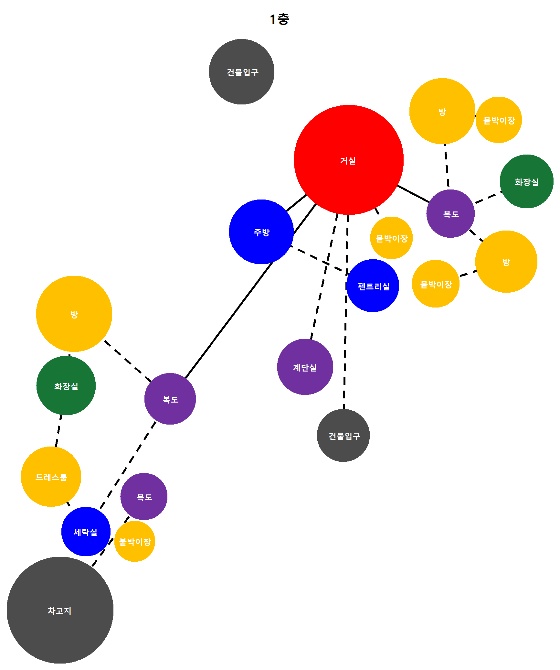 1층
건물입구
방
붙박이장
거실
화장실
복도
주방
붙박이장
방
펜트리실
붙박이장
방
계단실
화장실
복도
건물입구
드레스룸
복도
세탁실
붙박이장
차고지